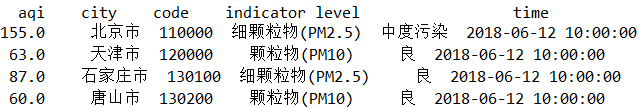 aqi city code indicator level time
155.0 北京市 110000 细颗粒物(PM2.5) 中度污染 2018-06-12 10:00:00
63.0 天津市 120000 颗粒物(PM10) 良 2018-06-12 10:00:00
87.0 石家庄市 130100 细颗粒物(PM2.5) 良 2018-06-12 10:00:00
60.0 唐山市 130200 颗粒物(PM10) 良 2018-06-12 10:00:00